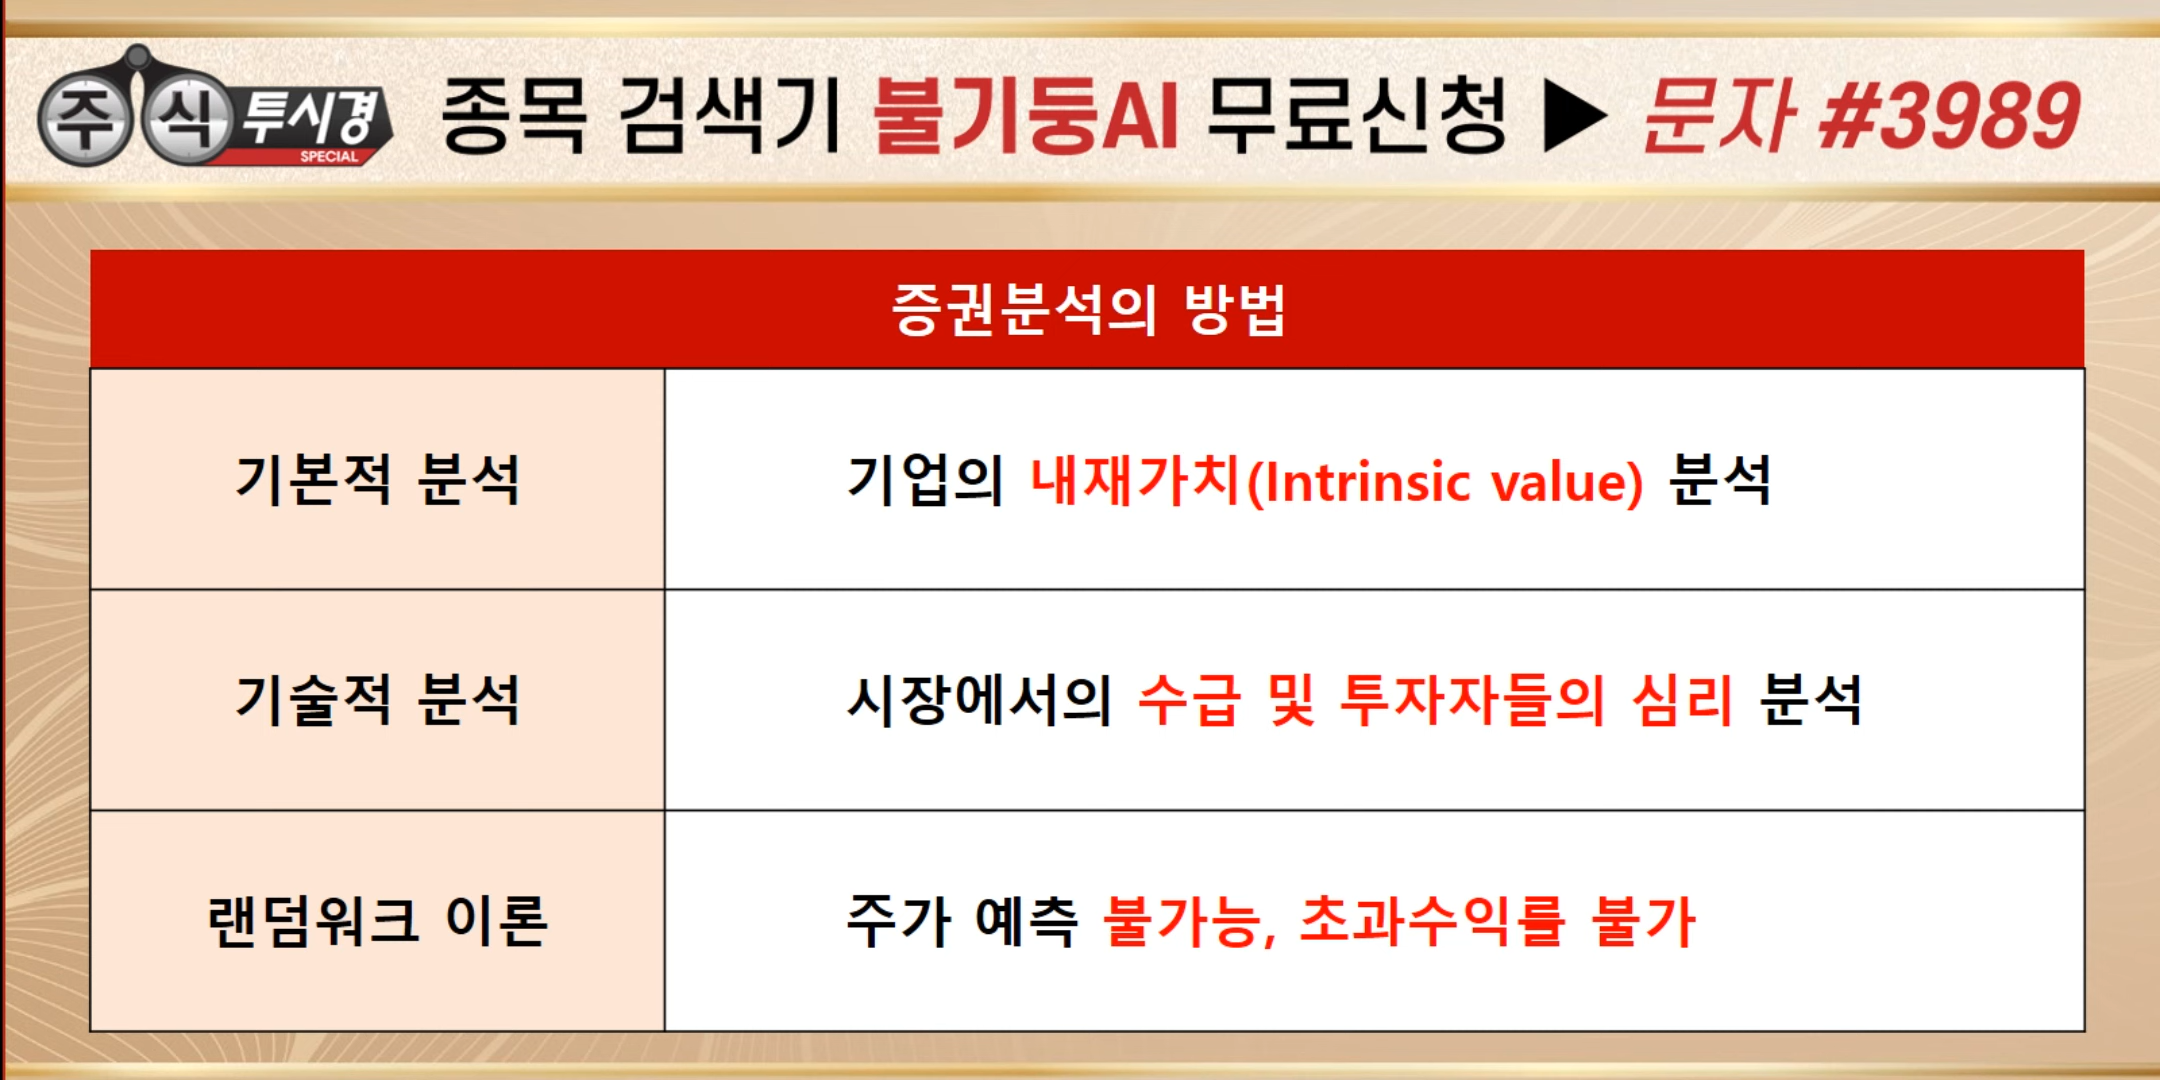 주식투시경
SPECIAL
종목 검색기 불기둥AI 무료신청 ▶ 문자 #3989
증권분석의 방법
기본적 분석
기업의 내재가치(Intrinsic value) 분석
기술적 분석
시장에서의 수급 및 투자자들의 심리 분석
랜덤워크 이론
주가 예측 불가능, 초과수익률 불가